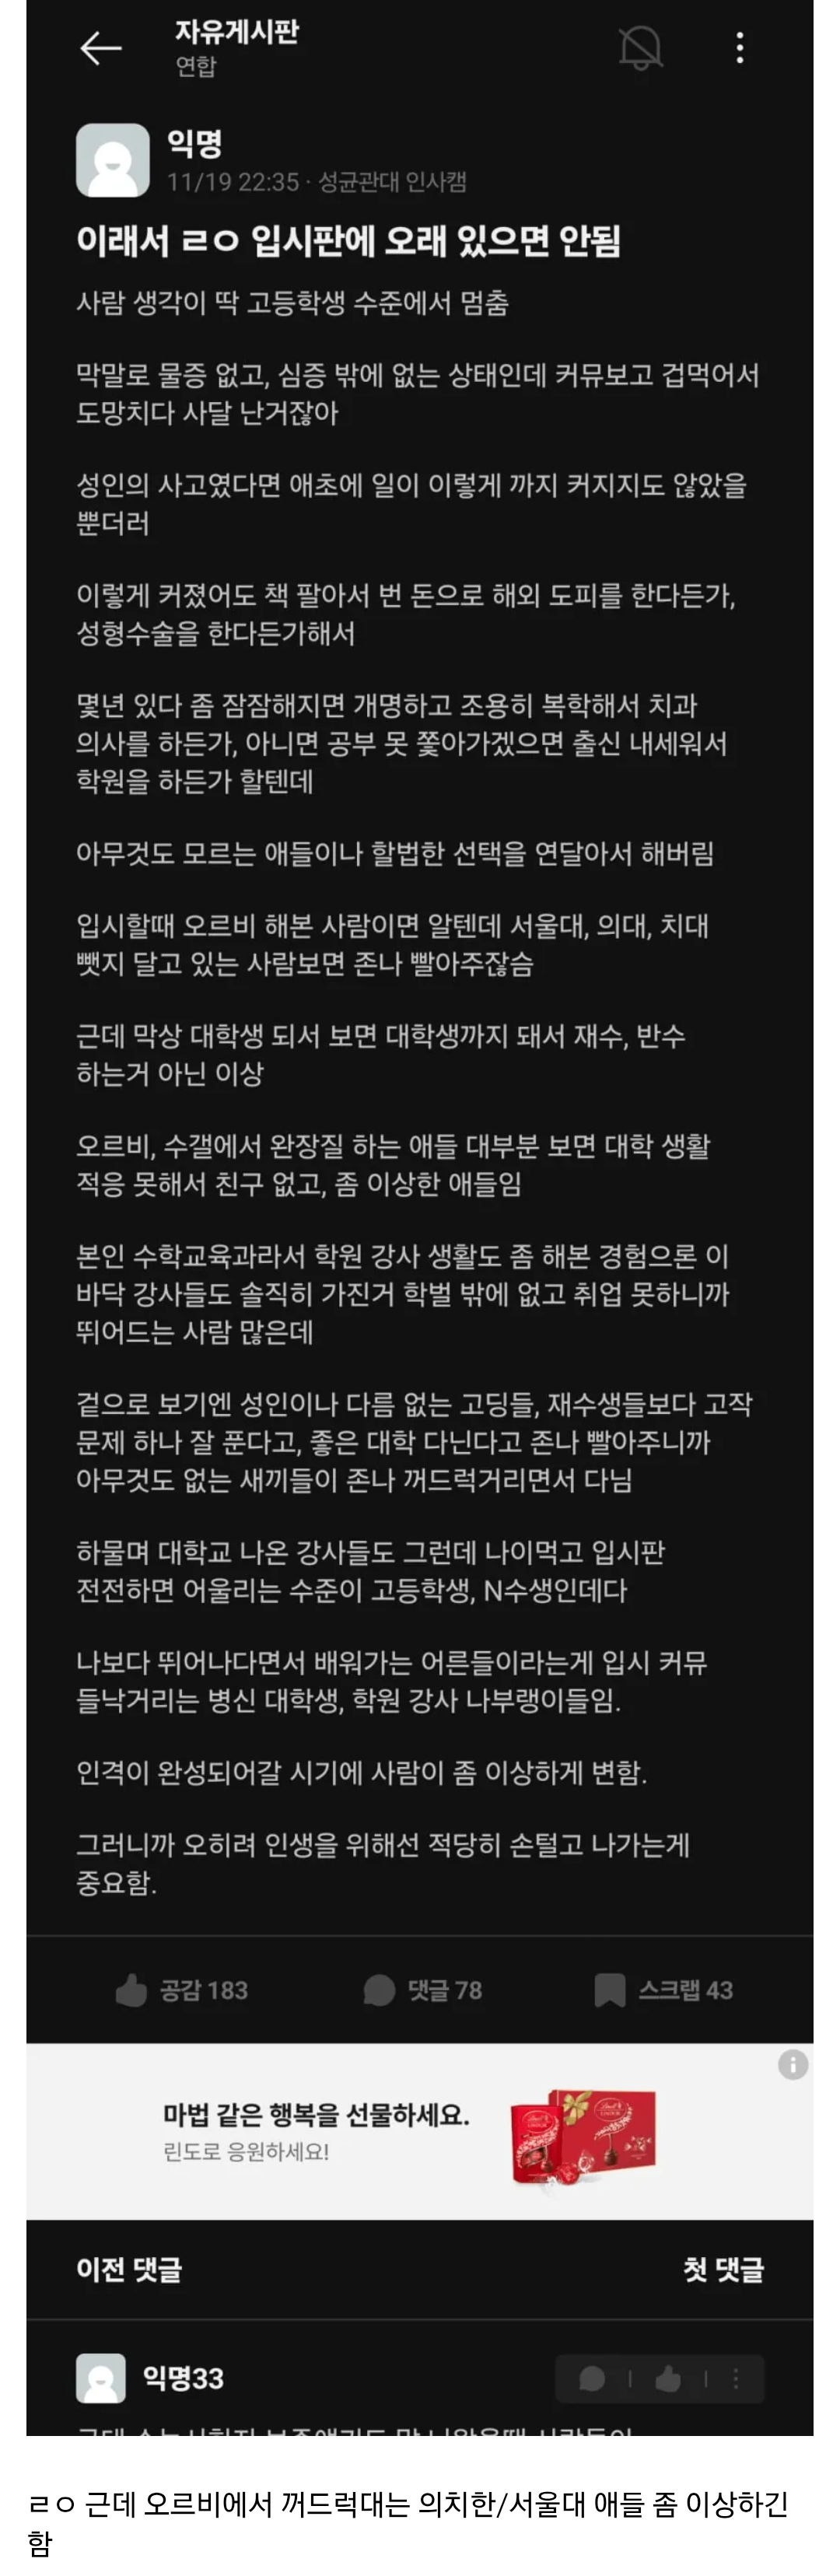 자유게시판
연합
익명
11/19 22:35 · 성균관대 인사캠
이래서 ㄹㅇ 입시판에 오래 있으면 안됨
사람 생각이 딱 고등학생 수준에서 멈춤
막말로 물증 없고, 심증 밖에 없는 상태인데 커뮤보고 겁먹어서
도망치다 사달 난거잖아
성인의 사고였다면 애초에 일이 이렇게 까지 커지지도 않았을
뿐더러
이렇게 커졌어도 책 팔아서 번 돈으로 해외 도피를 한다든가,
성형수술을 한다든가해서
몇년 있다 좀 잠잠해지면 개명하고 조용히 복학해서 치과
의사를 하든가, 아니면 공부 못 쫓아가겠으면 출신 내세워서
학원을 하든가 할텐데
아무것도 모르는 애들이나 할법한 선택을 연달아서 해버림
입시할때 오르비 해본 사람이면 알텐데 서울대, 의대, 치대
뺏지 달고 있는 사람보면 존나 빨아주잖슴
근데 막상 대학생 되서 보면 대학생까지 돼서 재수, 반수
하는거 아닌 이상
오르비, 수갤에서 완장질 하는 애들 대부분 보면 대학 생활
적응 못해서 친구 없고, 좀 이상한 애들임
본인 수학교육과라서 학원 강사 생활도 좀 해본 경험으론 이
바닥 강사들도 솔직히 가진거 학벌 밖에 없고 취업 못하니까
뛰어드는 사람 많은데
겉으로 보기엔 성인이나 다름 없는 고딩들, 재수생들보다 고작
문제 하나 잘 푼다고, 좋은 대학 다닌다고 존나 빨아주니까
아무것도 없는 새끼들이 존나 꺼드럭거리면서 다님
하물며 대학교 나온 강사들도 그런데 나이먹고 입시판
전전하면 어울리는 수준이 고등학생, N수생인데다
나보다 뛰어나다면서 배워가는 어른들이라는게 입시 커뮤
들낙거리는 병신 대학생, 학원 강사 나부랭이들임.
인격이 완성되어갈 시기에 사람이 좀 이상하게 변함.
그러니까 오히려 인생을 위해선 적당히 손털고 나가는게
중요함.
공감 183 댓글 78 스크랩 43
마법 같은 행복을 선물하세요.
린도로 응원하세요!
이전 댓글 첫 댓글
익명33
ㄹㅇ 근데 오르비에서 꺼드럭대는 의치한/서울대 애들 좀 이상하긴
함